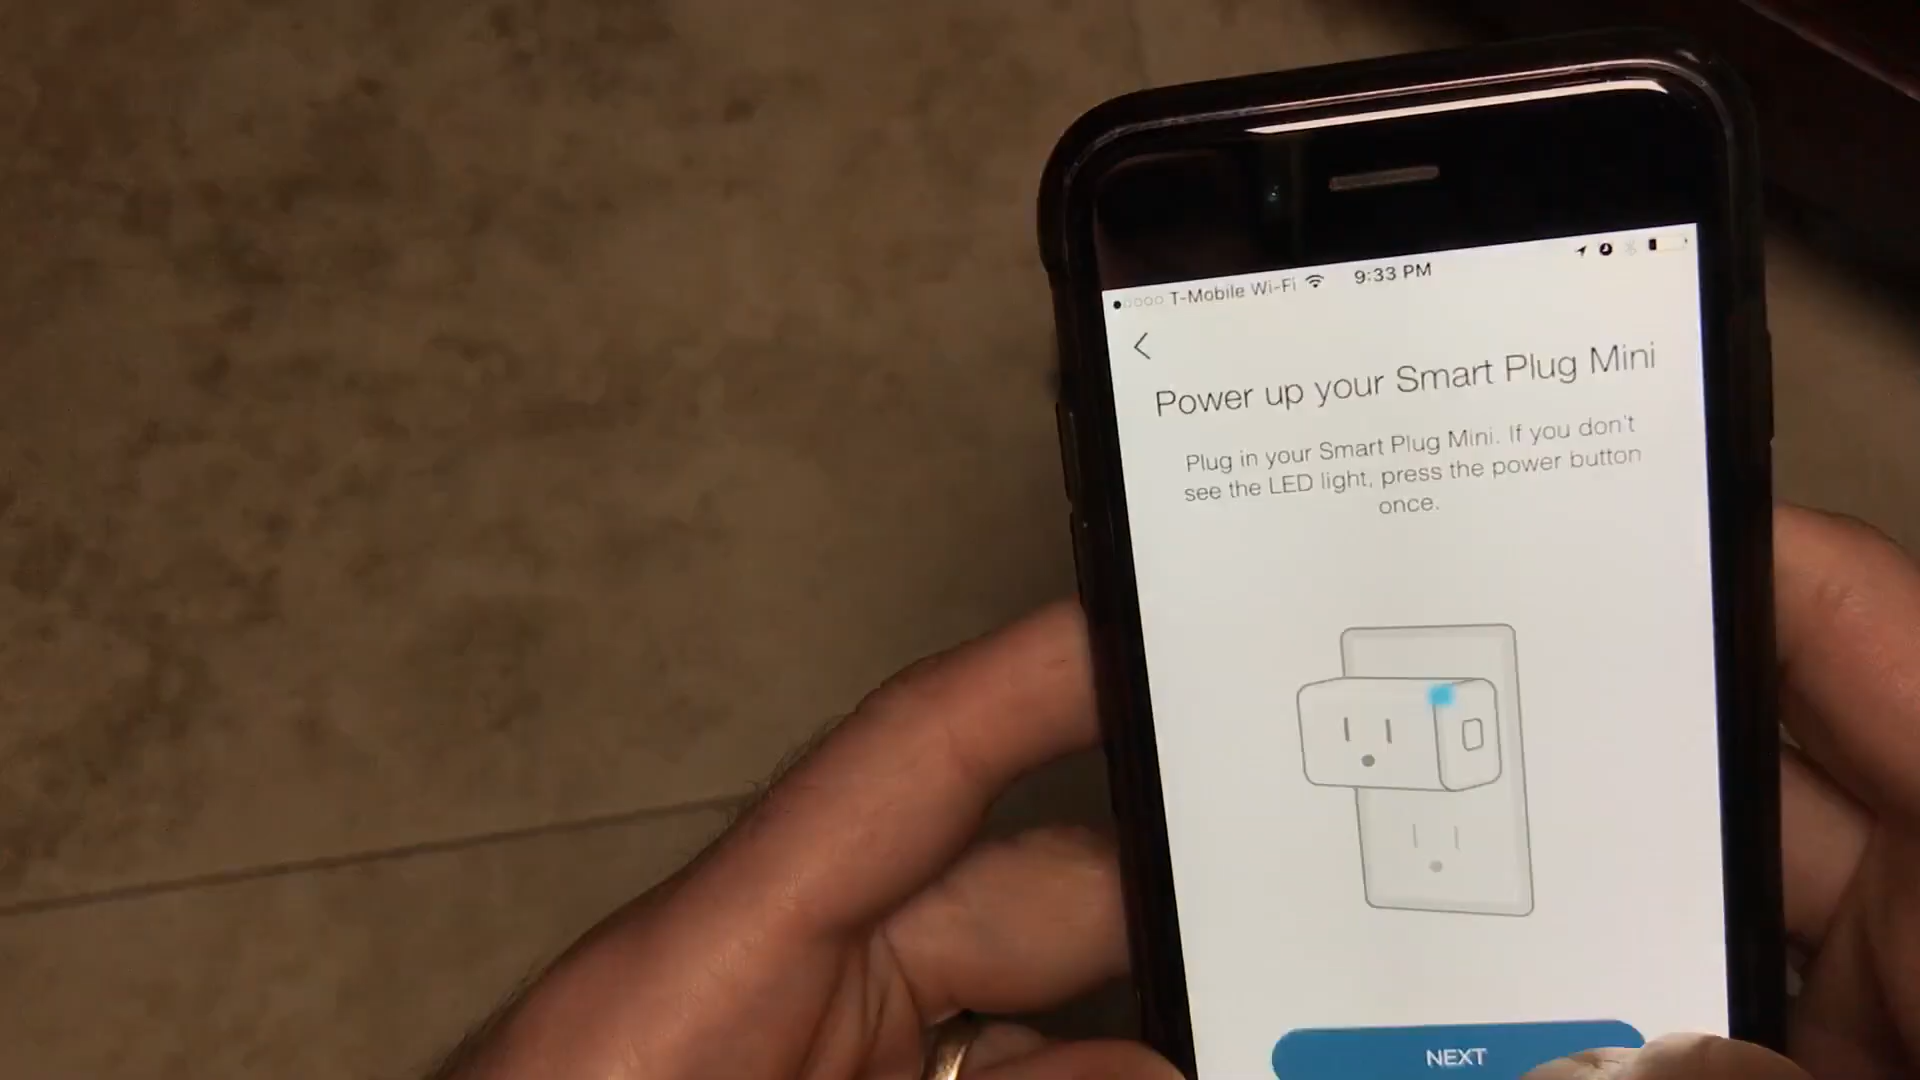 T-Mobile Wi-Fi 9:33 PM
Power up your Smart Plug Mini
Plug in your Smart Plug Mini. If you don't
see the LED light, press the power button
once.
NEXT